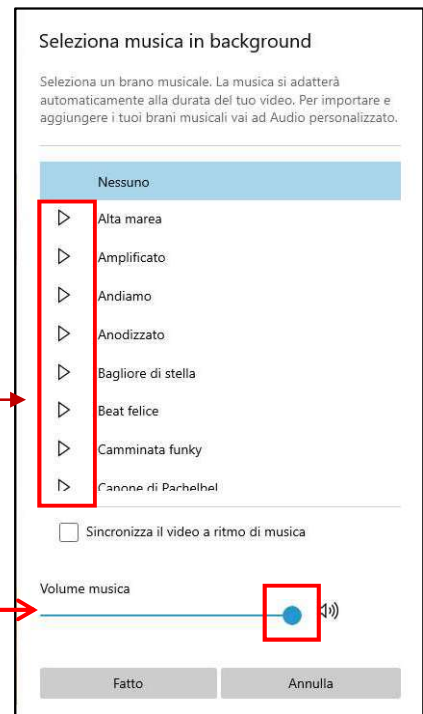 Seleziona musica in background
Seleziona un brano musicale. La musica si adatterà
automaticamente alla durata del tuo video. Per importare e
aggiungere i tuoi brani musicali vai ad Audio personalizzato.
Nessuno
Alta marea
Amplificato
Andiamo
Anodizzato
Bagliore di stella
Beat felice
Camminata funky
Canone di Pachelbel
Sincronizza il video a ritmo di musica
Volume musica
Fatto Annulla